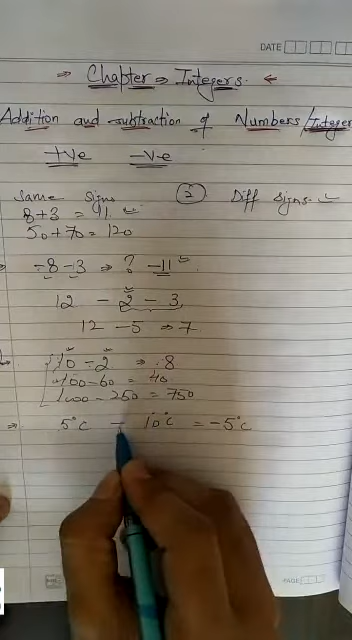 DATE
⇒ Chapter ⇒ Integers. ⇐
Addition and subtraction of Numbers/Integer
+ve -ve
Same Signs ② Diff Signs
8+3 = 11
50+70 = 120
-8 -3 ⇒ ? -11
12 - 2 - 3
12 - 5 ⇒ 7
10 - 2 ⇒ 8
100-60 = 40
1000 - 250 = 750
⇒ 5°C - 10°C = -5°C
PAGE